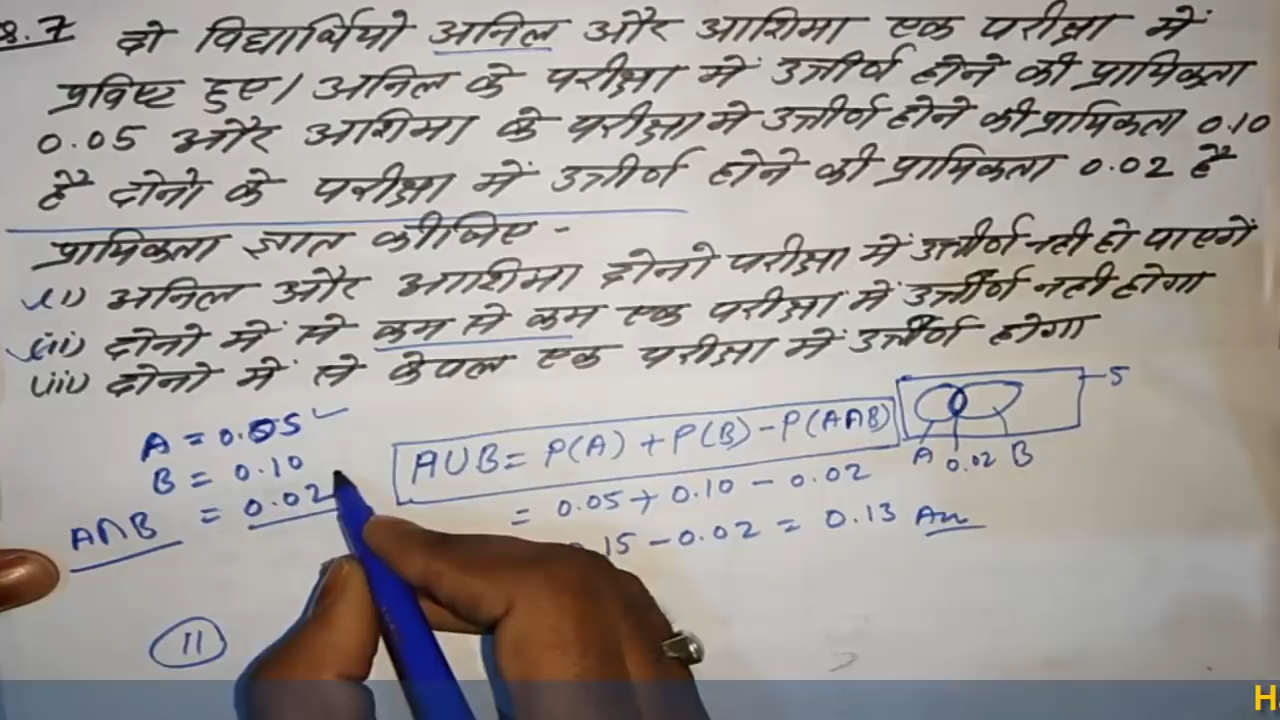 8.7 दो विद्यार्थियो अनिल और आशिमा एक परीक्षा में
प्रविष्ट हुए। अनिल के परीक्षा में उत्तीर्ण होने की प्रायिकता
0.05 और आशिमा के परीक्षा मे उत्तीर्ण होने की प्रायिकता 0.10
है दोनो के परीक्षा में उत्तीर्ण होने की प्रायिकता 0.02 है
प्रायिकता ज्ञात कीजिए -
(i) अनिल और आशिमा दोनो परीक्षा में उत्तीर्ण नही हो पाएगें
(ii) दोनो में से कम से कम एक परीक्षा में उत्तीर्ण नही होगा
(iii) दोनो में से केवल एक परीक्षा में उत्तीर्ण होगा
A = 0.05
B = 0.10
A∩B = 0.02
A∪B = P(A) + P(B) - P(A∩B)
= 0.05 + 0.10 - 0.02
15 - 0.02 = 0.13 An
S
A 0.02 B
11
H